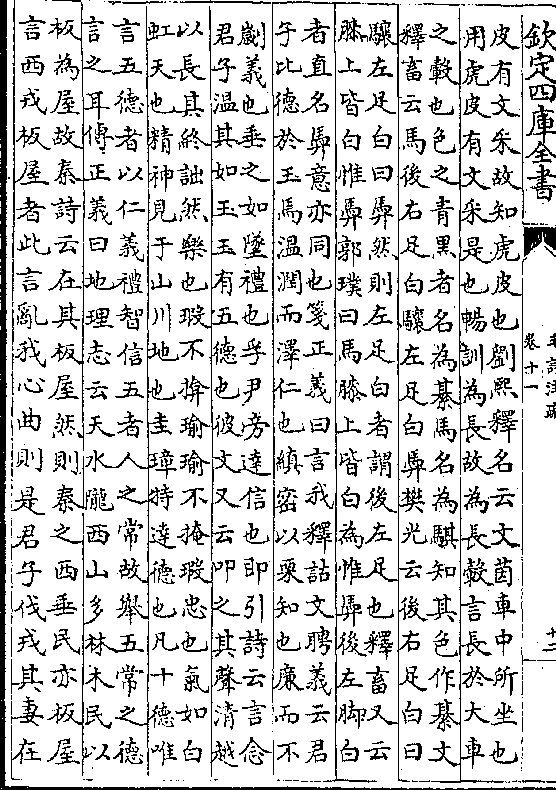 欽定四庫全書
毛詩注疏
卷十一
十二
皮有文采故知虎皮也劉熙釋名云文茵車中所坐也
用虎皮有文采是也暢訓為長故為長轂言長於大車
之轂也色之青黑者名為綦馬名為騏知其色作綦文
釋畜云馬後右足白驤左足白馵樊光云後右足白曰
驤左足白曰馵然則左足白者謂後左足也釋畜又云
膝上皆白惟馵郭璞曰馬膝上皆白為惟馵後左脚白
者直名馵意亦同也箋正義曰言我釋詁文聘義云君
子比德於玉焉温潤而澤仁也縝密以栗知也廉而不
劌義也垂之如墜禮也孚尹旁達信也即引詩云言念
君子温其如玉玉有五德也彼文又云叩之其聲清越
以長其終詘然樂也瑕不揜瑜瑜不掩瑕忠也氣如白
虹天也精神見于山川地也圭璋特達德也凡十德唯
言五德者以仁義禮智信五者人之常故舉五常之德
言之耳傳正義曰地理志云天水隴西山多林木民以
板為屋故秦詩云在其板屋然則秦之西垂民亦板屋
言西戎板屋者此言亂我心曲則是君子伐戎其妻在